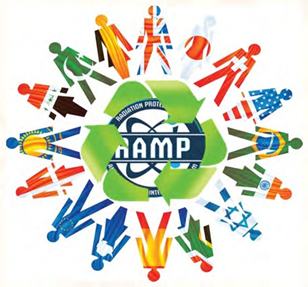 RADIATION PROTE
RAMP
&
INTE